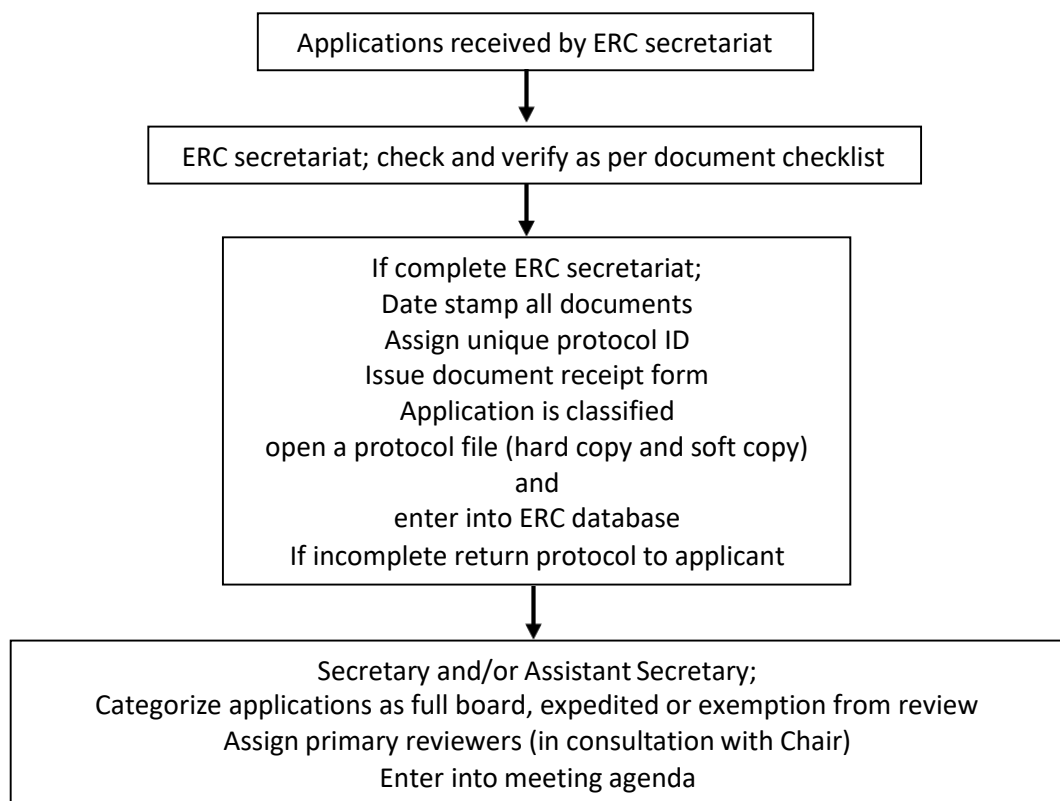 Applications received by ERC secretariat
ERC secretariat; check and verify as per document checklist
If complete ERC secretariat;
Date stamp all documents
Assign unique protocol ID
Issue document receipt form
Application is classified
open a protocol file (hard copy and soft copy)
and
enter into ERC database
If incomplete return protocol to applicant
Secretary and/or Assistant Secretary;
Categorize applications as full board, expedited or exemption from review
Assign primary reviewers (in consultation with Chair)
Enter into meeting agenda